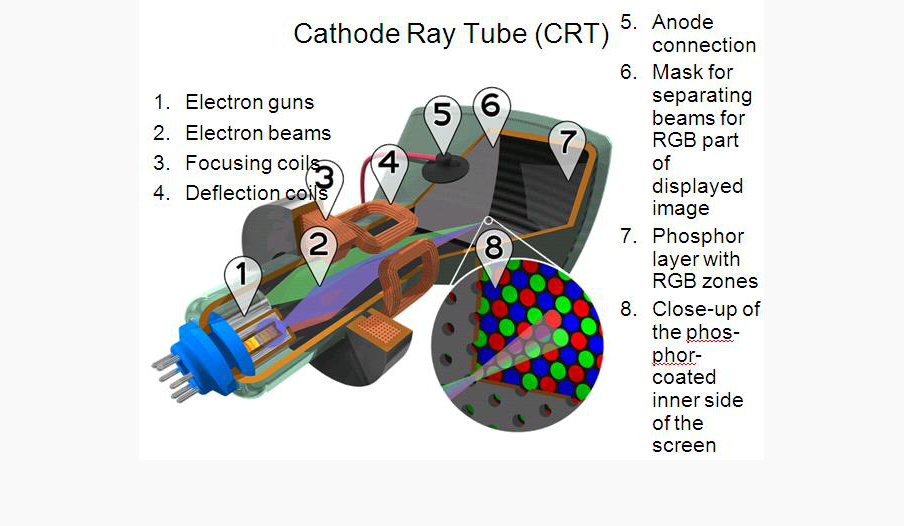 Cathode Ray Tube (CRT)
1. Electron guns
2. Electron beams
3. Focusing coils
4. Deflection coils
5. Anode
connection
6. Mask for
separating
beams for
RGB part
of
displayed
image
7. Phosphor
layer with
RGB zones
8. Close-up of
the phos-
phor-
coated
inner side
of the
screen
5
6
7
4
3
2
8
1